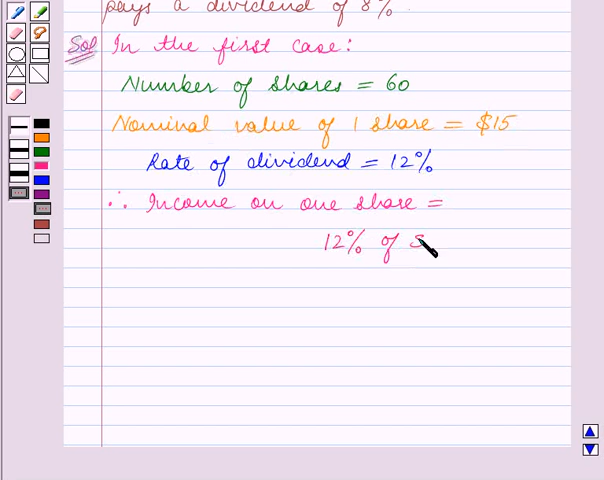 pays a dividend of 8%.
Sol In the first case:
Number of shares = 60
Nominal value of 1 share = $15
Rate of dividend = 12%
∴ Income on one share =
12% of